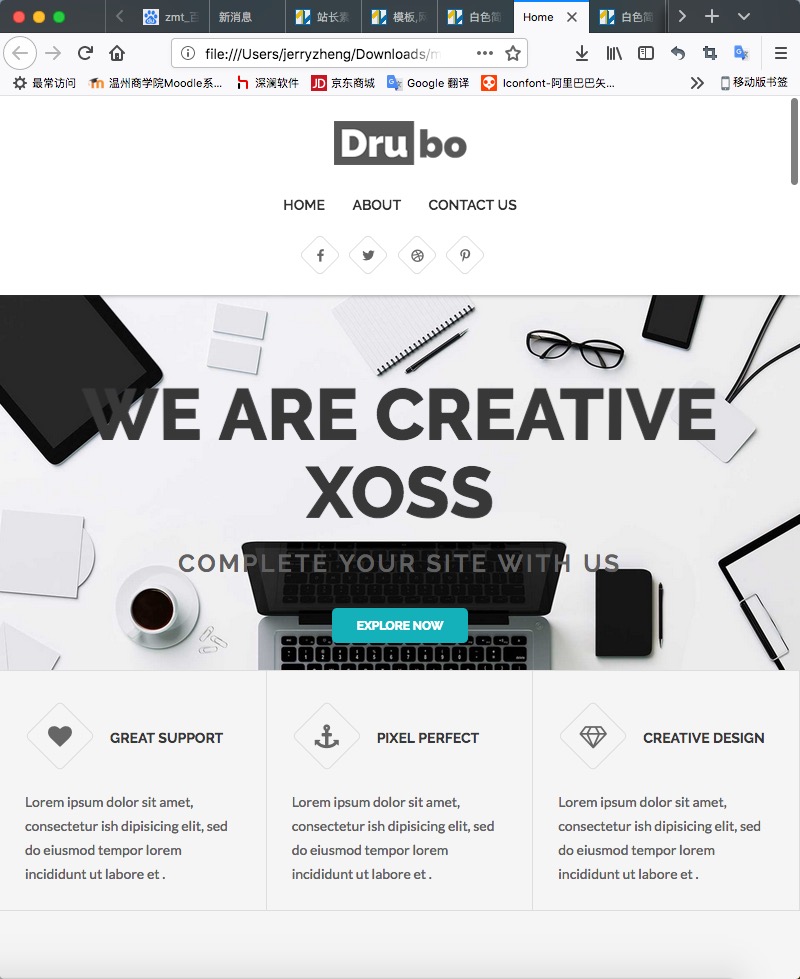 zmt_百
新消息
站长素
模板,风
白色简
Home
白色简
file:///Users/jerryzheng/Downloads/m
最常访问
温州商学院Moodle系...
深澜软件
JD 京东商城
Google 翻译
Iconfont-阿里巴巴矢...
移动版书签
Drubo
HOME
ABOUT
CONTACT US
WE ARE CREATIVE
XOSS
COMPLETE YOUR SITE WITH US
EXPLORE NOW
GREAT SUPPORT
Lorem ipsum dolor sit amet,
consectetur ish dipisicing elit, sed
do eiusmod tempor lorem
incididunt ut labore et .
PIXEL PERFECT
Lorem ipsum dolor sit amet,
consectetur ish dipisicing elit, sed
do eiusmod tempor lorem
incididunt ut labore et .
CREATIVE DESIGN
Lorem ipsum dolor sit amet,
consectetur ish dipisicing elit, sed
do eiusmod tempor lorem
incididunt ut labore et .